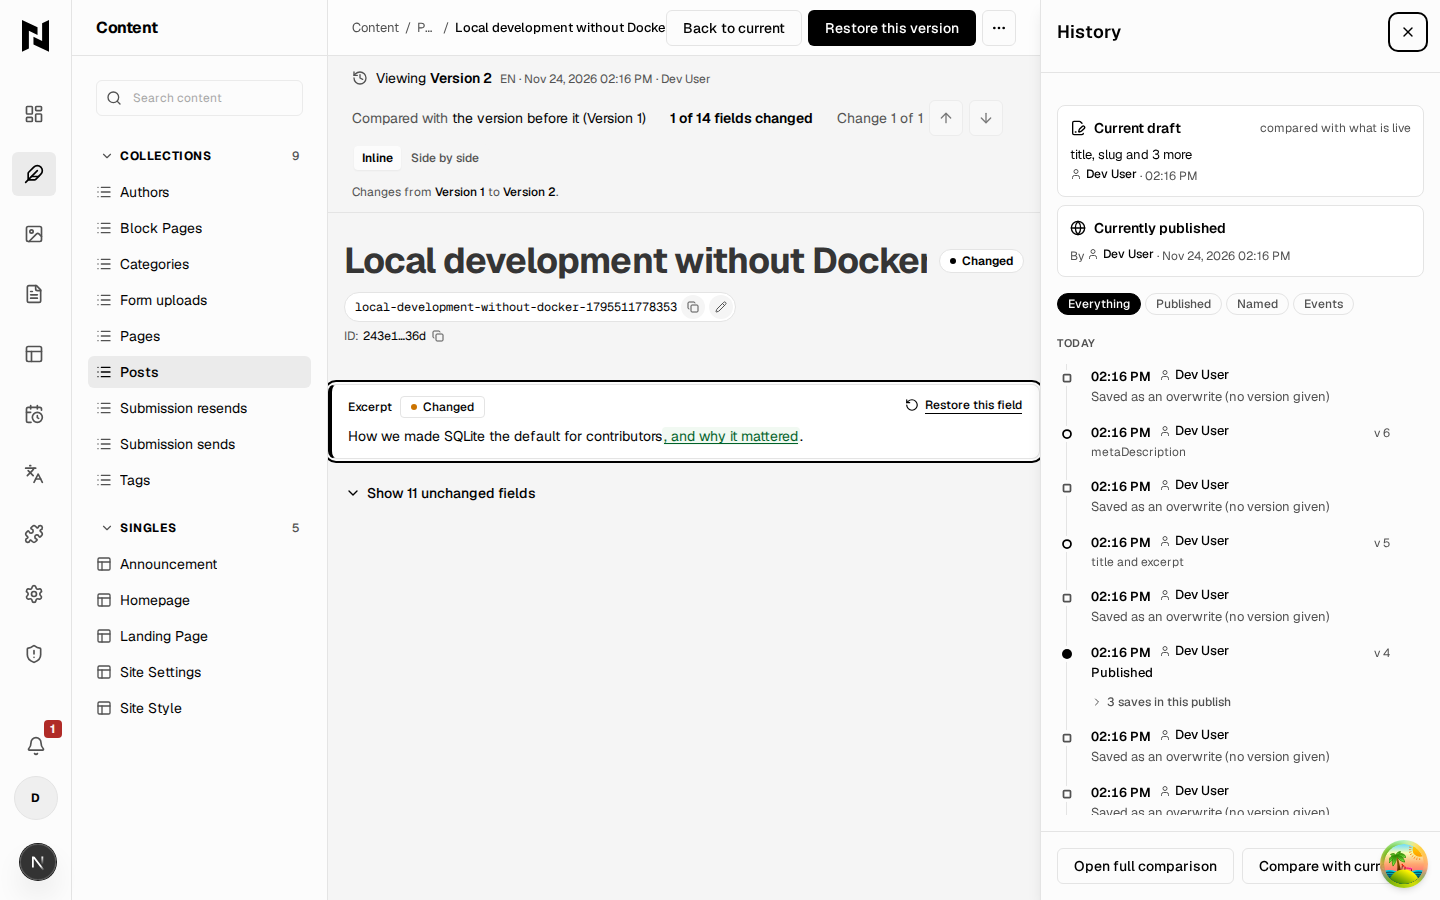 Content
Search content
COLLECTIONS 9
Authors
Block Pages
Categories
Form uploads
Pages
Posts
Submission resends
Submission sends
Tags
SINGLES 5
Announcement
Homepage
Landing Page
Site Settings
Site Style
1
D
N
Content / P... / Local development without Docke
Back to current
Restore this version
Viewing Version 2 EN · Nov 24, 2026 02:16 PM · Dev User
Compared with the version before it (Version 1) 1 of 14 fields changed Change 1 of 1
Inline Side by side
Changes from Version 1 to Version 2.
Local development without Docker
Changed
local-development-without-docker-1795511778353
ID: 243e1...36d
Excerpt Changed Restore this field
How we made SQLite the default for contributors, and why it mattered.
Show 11 unchanged fields
History
Current draft compared with what is live
title, slug and 3 more
Dev User · 02:16 PM
Currently published
By Dev User · Nov 24, 2026 02:16 PM
Everything Published Named Events
TODAY
02:16 PM Dev User
Saved as an overwrite (no version given)
02:16 PM Dev User v 6
metaDescription
02:16 PM Dev User
Saved as an overwrite (no version given)
02:16 PM Dev User v 5
title and excerpt
02:16 PM Dev User
Saved as an overwrite (no version given)
02:16 PM Dev User v 4
Published
3 saves in this publish
02:16 PM Dev User
Saved as an overwrite (no version given)
02:16 PM Dev User
Saved as an overwrite (no version given)
Open full comparison
Compare with curr